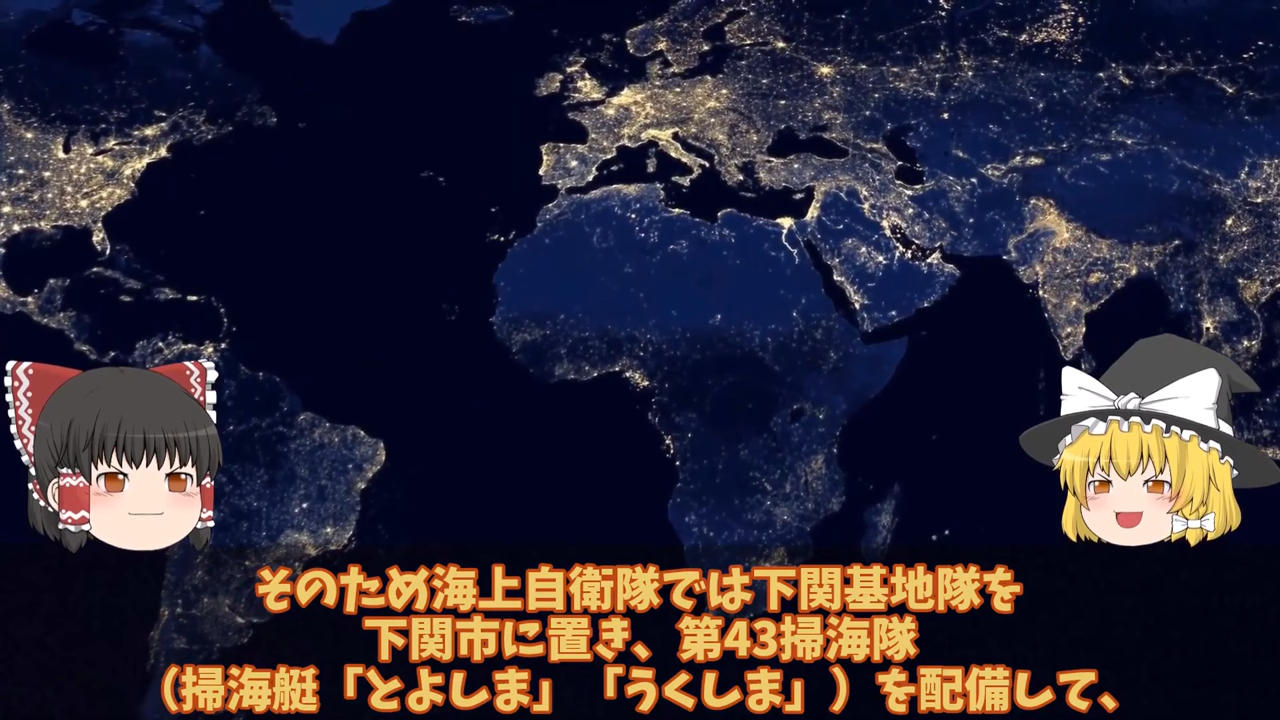 そのため海上自衛隊では下関基地隊を
下関市に置き、第43掃海隊
（掃海艇「とよしま」「うくしま」）を配備して、